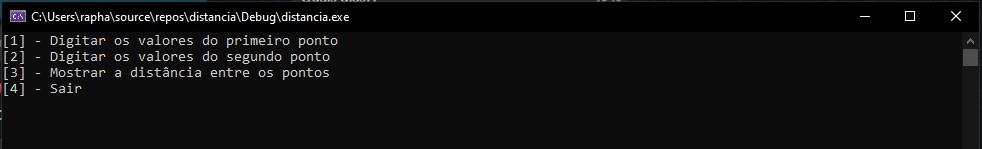 C:\Users\rapha\source\repos\distancia\Debug\distancia.exe
[1] - Digitar os valores do primeiro ponto
[2] - Digitar os valores do segundo ponto
[3] - Mostrar a distância entre os pontos
[4] - Sair